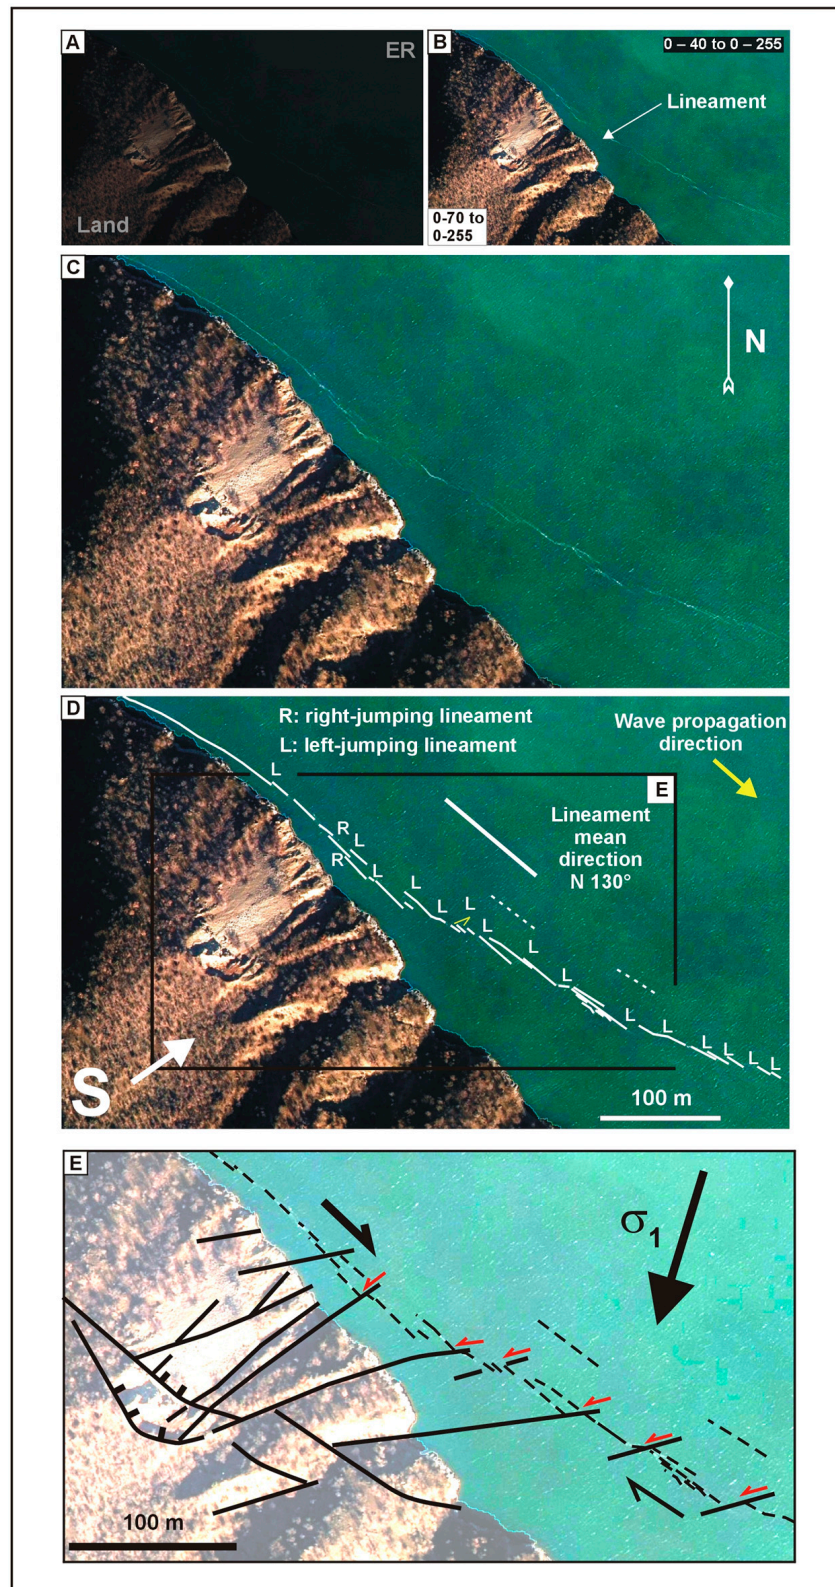 A
ER
Land
B
0 – 40 to 0 – 255
Lineament
0-70 to
0-255
C
N
D
R: right-jumping lineament
L: left-jumping lineament
Wave propagation
direction
L
E
Lineament
mean
direction
N 130°
R
L
R
L
L
L
L
L
L
L
L
L
L
L
L
L
S
100 m
E
σ1
100 m